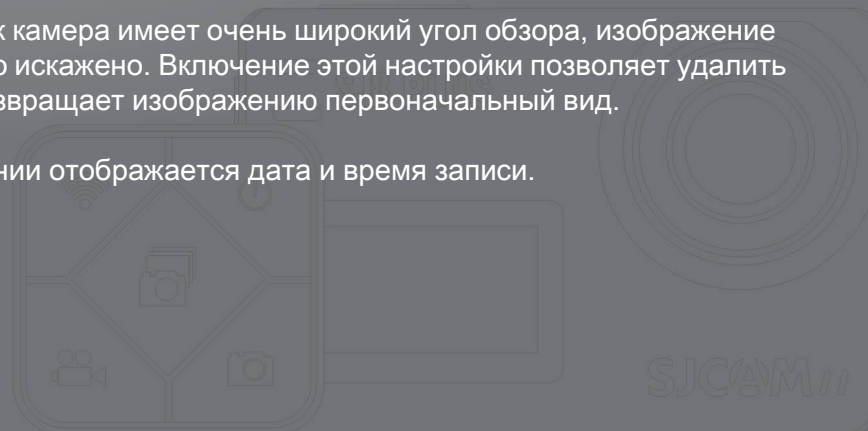 к камера имеет очень широкий угол обзора, изображение
о искажено. Включение этой настройки позволяет удалить
звращает изображению первоначальный вид.
нии отображается дата и время записи.
SJCAM